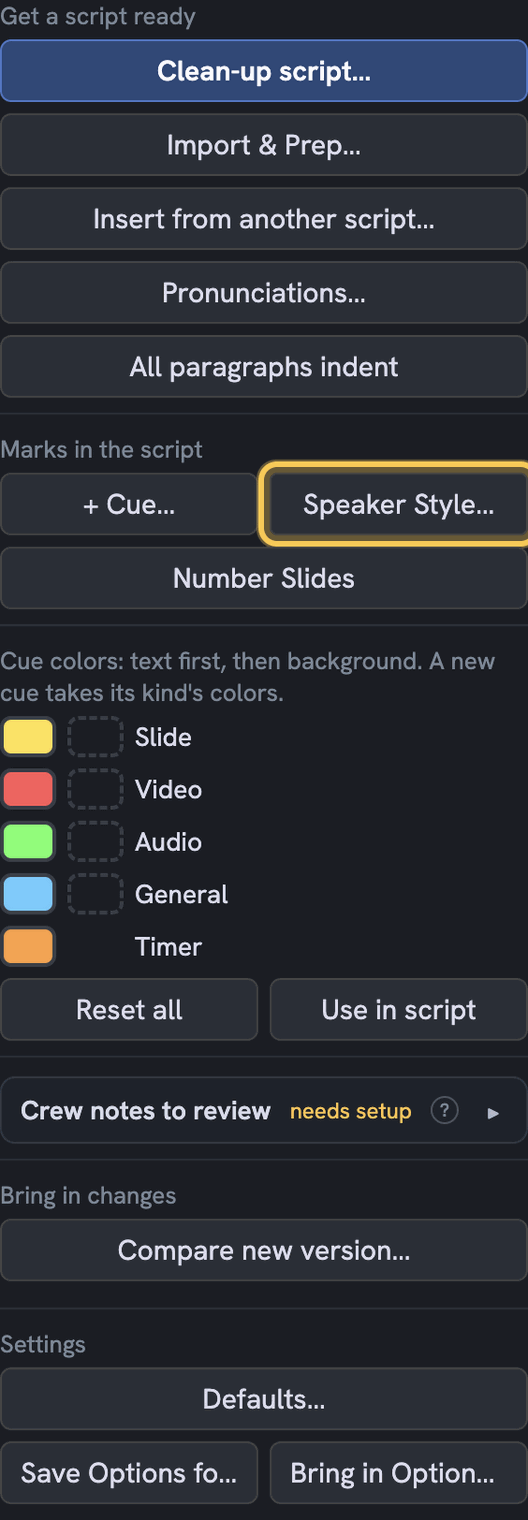 Get a script ready
Clean-up script...
Import & Prep...
Insert from another script...
Pronunciations...
All paragraphs indent
Marks in the script
+ Cue...
Speaker Style...
Number Slides
Cue colors: text first, then background. A new
cue takes its kind's colors.
Slide
Video
Audio
General
Timer
Reset all
Use in script
Crew notes to review needs setup ?
Bring in changes
Compare new version...
Settings
Defaults...
Save Options fo...
Bring in Option...